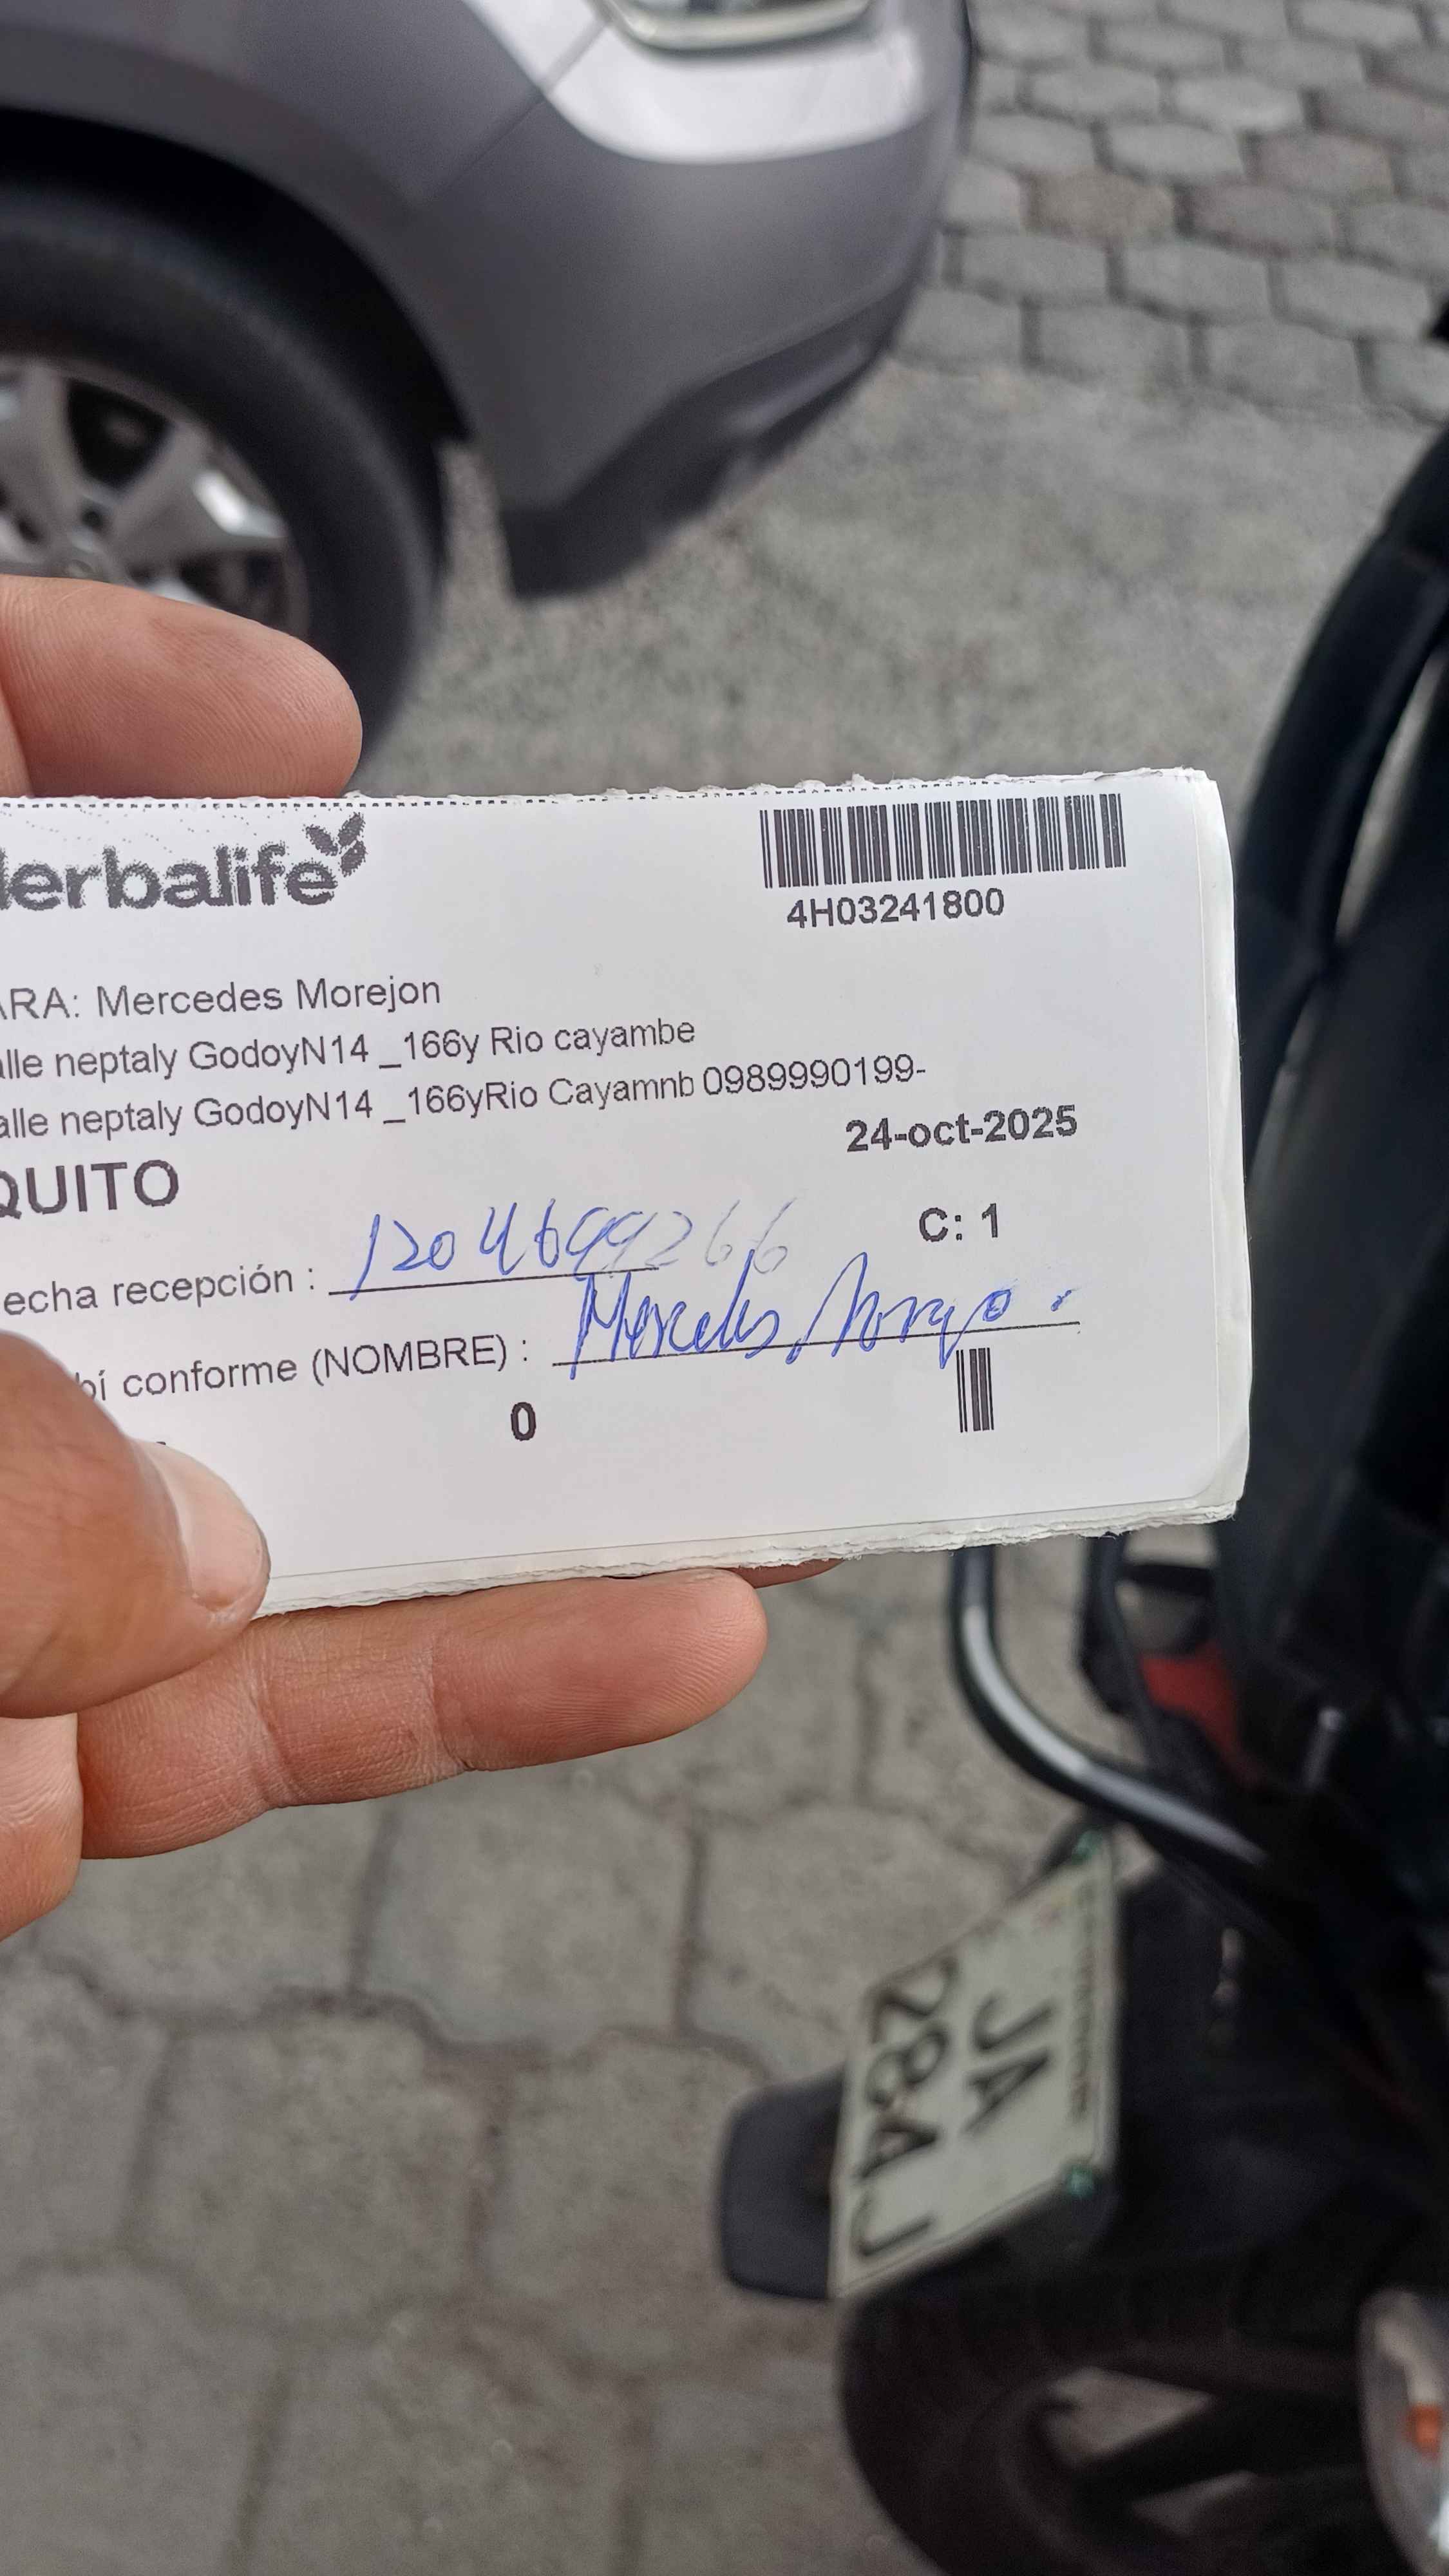 erbalife
4H03241800
ARA: Mercedes Morejon
alle neptaly GodoyN14 _166y Rio cayambe
alle neptaly GodoyN14 _166yRio Cayamnb 0989990199-
24-oct-2025
QUITO
C: 1
echa recepción : 1204699266
bí conforme (NOMBRE) : Mercedes Morejo.
0
JA
284J